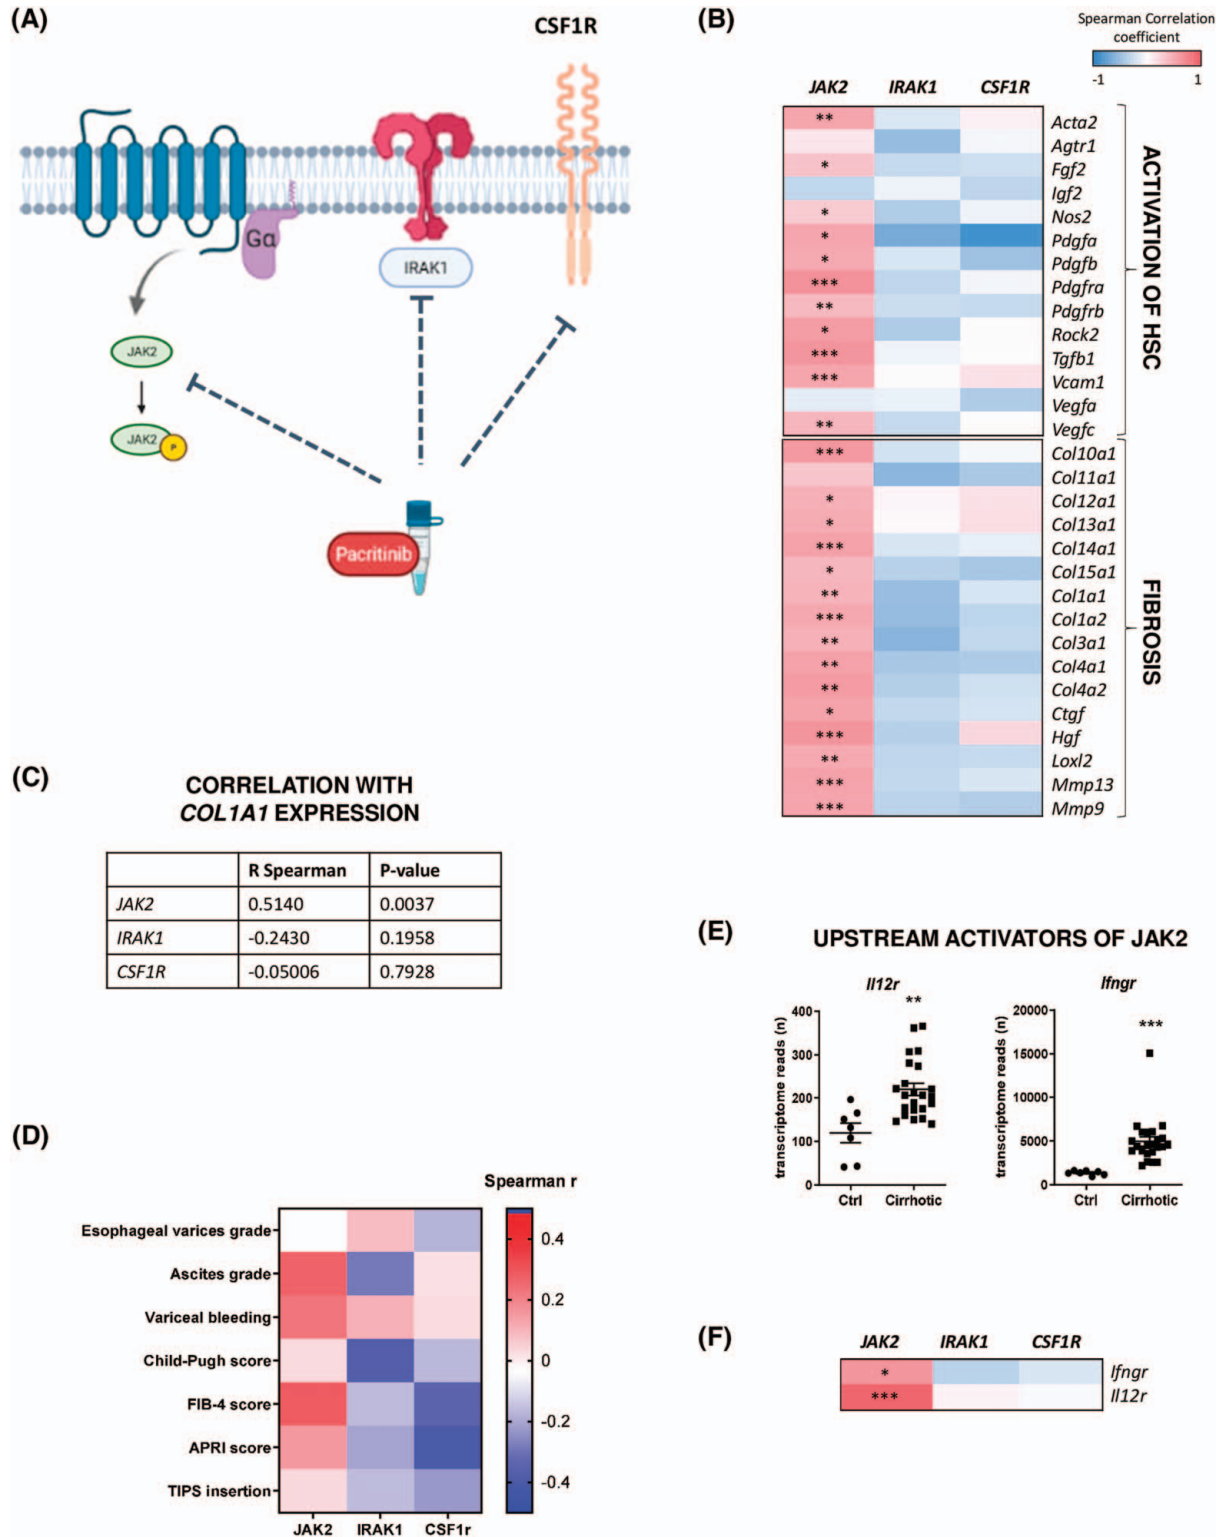 (A)
CSF1R
Gα
IRAK1
JAK2
JAK2
P
Pacritinib
(B)
Spearman Correlation
coefficient
-1 1
JAK2 IRAK1 CSF1R
** Acta2
Agtr1
* Fgf2
Igf2
* Nos2
* Pdgfa
* Pdgfb
*** Pdgfra
** Pdgfrb
* Rock2
*** Tgfb1
*** Vcam1
Vegfa
** Vegfc
ACTIVATION OF HSC
*** Col10a1
Col11a1
* Col12a1
* Col13a1
*** Col14a1
* Col15a1
** Col1a1
*** Col1a2
** Col3a1
** Col4a1
** Col4a2
* Ctgf
*** Hgf
** Loxl2
*** Mmp13
*** Mmp9
FIBROSIS
(C)
CORRELATION WITH
COL1A1 EXPRESSION
R Spearman P-value
JAK2 0.5140 0.0037
IRAK1 -0.2430 0.1958
CSF1R -0.05006 0.7928
(D)
Spearman r
Esophageal varices grade
Ascites grade
Variceal bleeding
Child-Pugh score
FIB-4 score
APRI score
TIPS insertion
JAK2 IRAK1 CSF1r
0.4
0.2
0
-0.2
-0.4
(E)
UPSTREAM ACTIVATORS OF JAK2
Il12r
**
transcriptome reads (n)
400
300
200
100
0
Ctrl Cirrhotic
Ifngr
***
transcriptome reads (n)
20000
15000
10000
5000
0
Ctrl Cirrhotic
(F)
JAK2 IRAK1 CSF1R
* Ifngr
*** Il12r